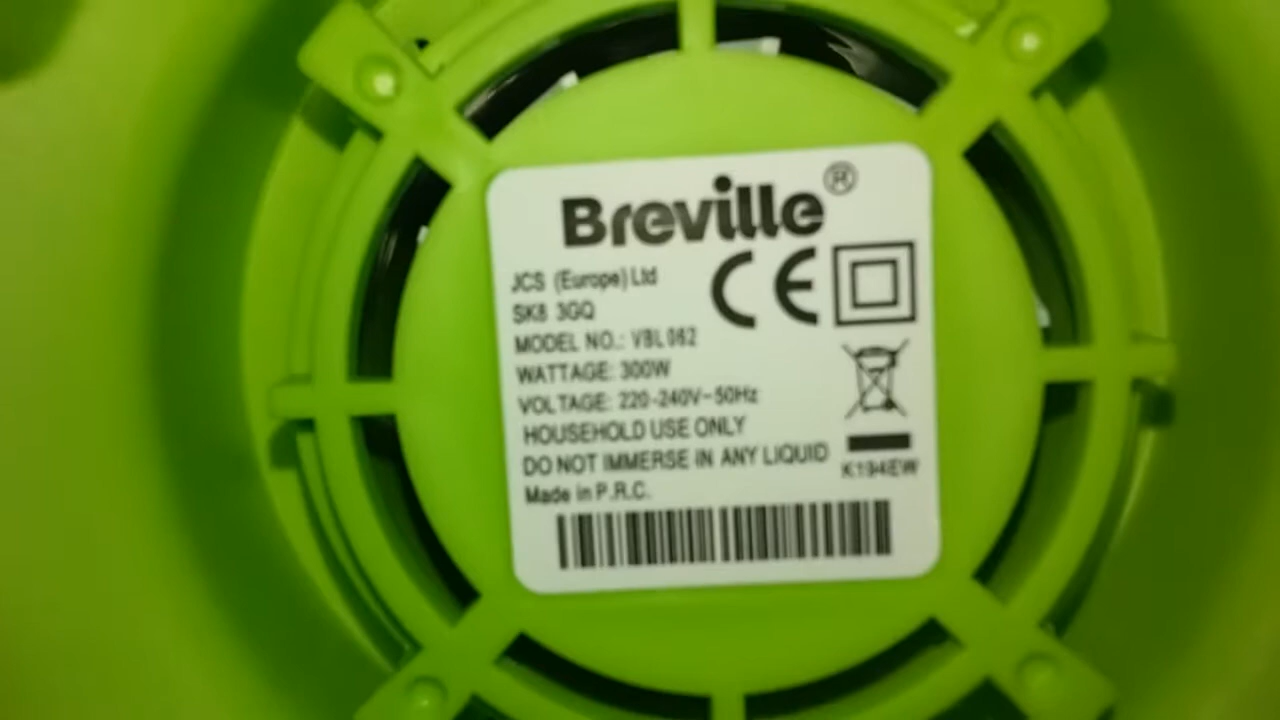 Breville®
JCS (Europe) Ltd
SK8 3GQ
MODEL NO.: VBL062
WATTAGE: 300W
VOLTAGE: 220-240V~50Hz
HOUSEHOLD USE ONLY
DO NOT IMMERSE IN ANY LIQUID
Made in P.R.C.
CE
K194EW